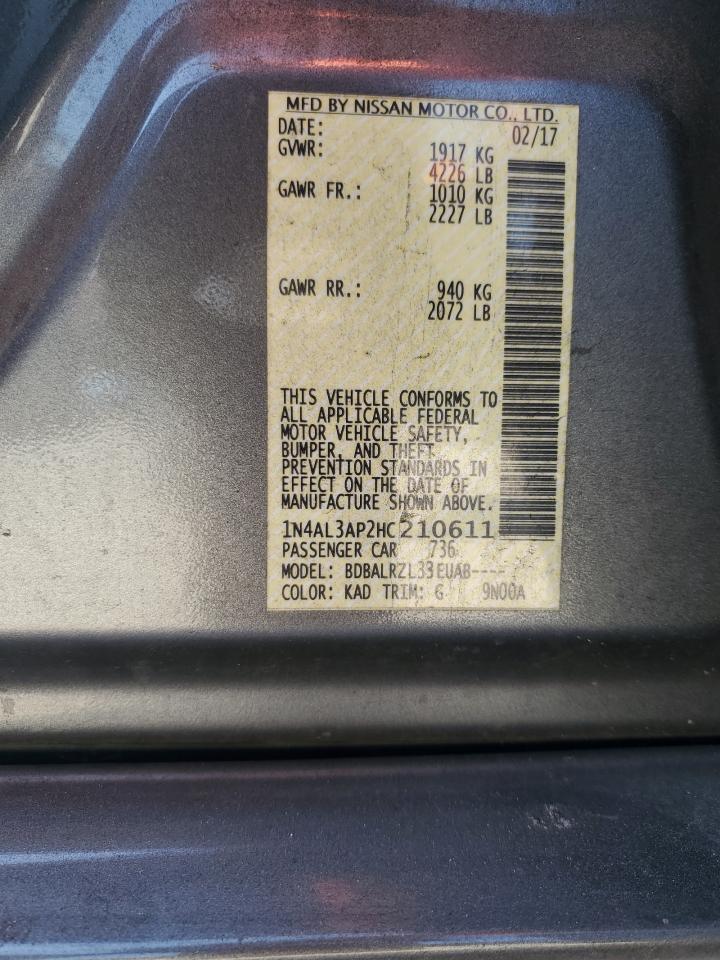 MFD BY NISSAN MOTOR CO., LTD.
DATE: 02/17
GVWR: 1917 KG
4226 LB
GAWR FR.: 1010 KG
2227 LB
GAWR RR.: 940 KG
2072 LB
THIS VEHICLE CONFORMS TO
ALL APPLICABLE FEDERAL
MOTOR VEHICLE SAFETY,
BUMPER, AND THEFT
PREVENTION STANDARDS IN
EFFECT ON THE DATE OF
MANUFACTURE SHOWN ABOVE.
1N4AL3AP2HC210611
PASSENGER CAR 736
MODEL: BDBALRZL33EUAB----
COLOR: KAD TRIM: G 9N00A